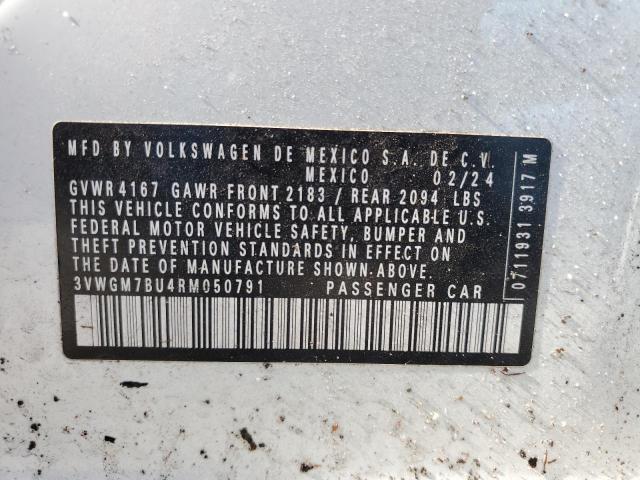 MFD BY VOLKSWAGEN DE MEXICO S.A. DE C.V.
MEXICO 02/24
GVWR 4167 GAWR FRONT 2183 / REAR 2094 LBS
THIS VEHICLE CONFORMS TO ALL APPLICABLE U.S.
FEDERAL MOTOR VEHICLE SAFETY, BUMPER AND
THEFT PREVENTION STANDARDS IN EFFECT ON
THE DATE OF MANUFACTURE SHOWN ABOVE.
3VWGM7BU4RM050791 PASSENGER CAR
0711931 3917 M